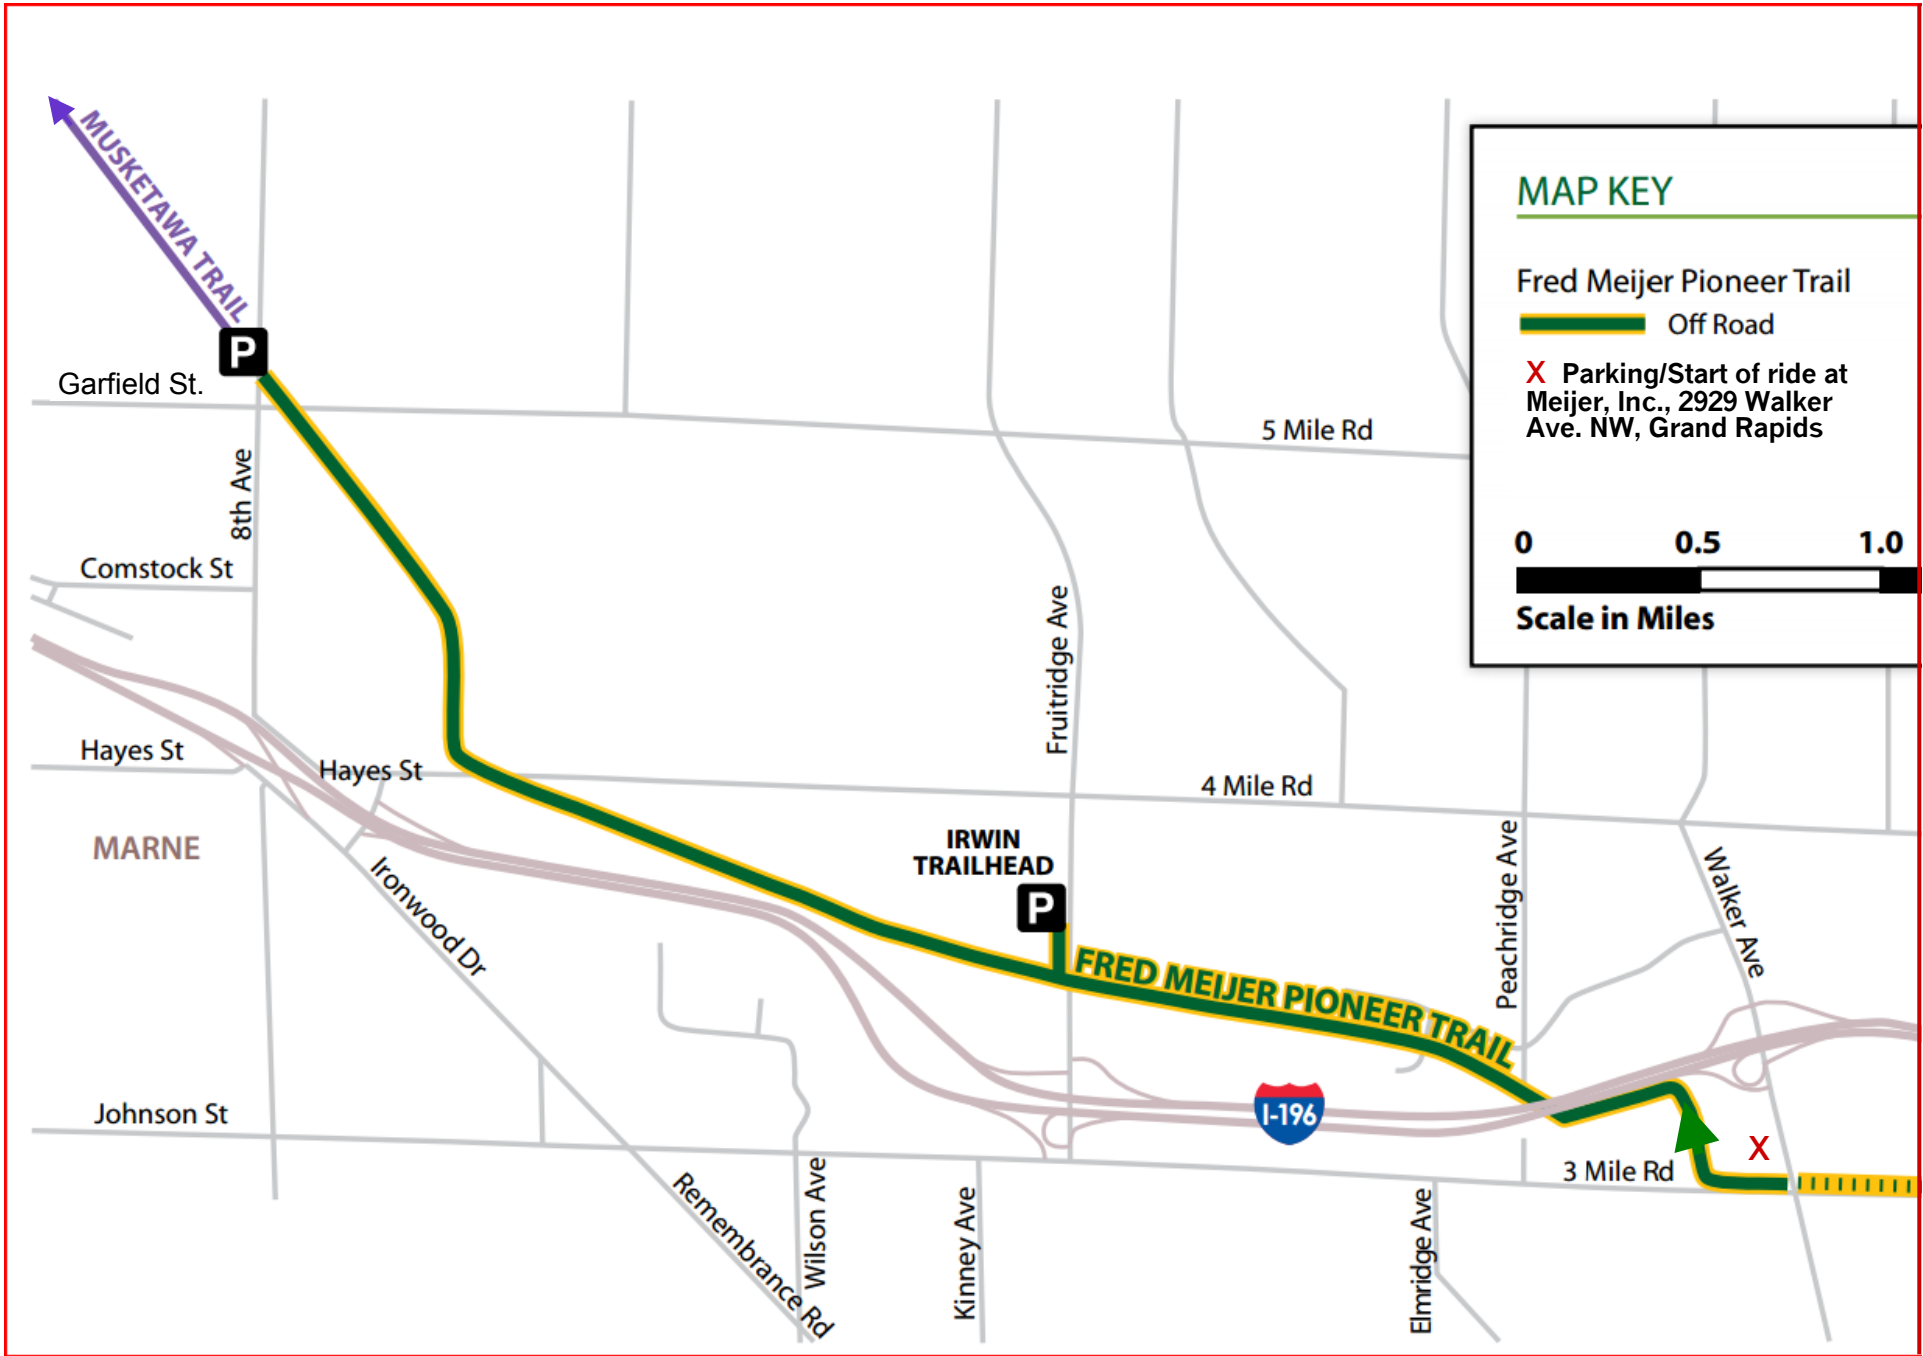 MUSKETAWA TRAIL
P
Garfield St.
8th Ave
Comstock St
Hayes St
Hayes St
MARNE
Ironwood Dr
Johnson St
Remembrance Rd
Wilson Ave
Kinney Ave
5 Mile Rd
Fruitridge Ave
4 Mile Rd
IRWIN
TRAILHEAD
P
FRED MEIJER PIONEER TRAIL
I-196
Peachridge Ave
Walker Ave
3 Mile Rd
X
Elmridge Ave
MAP KEY
Fred Meijer Pioneer Trail
Off Road
X Parking/Start of ride at
Meijer, Inc., 2929 Walker
Ave. NW, Grand Rapids
0 0.5 1.0
Scale in Miles